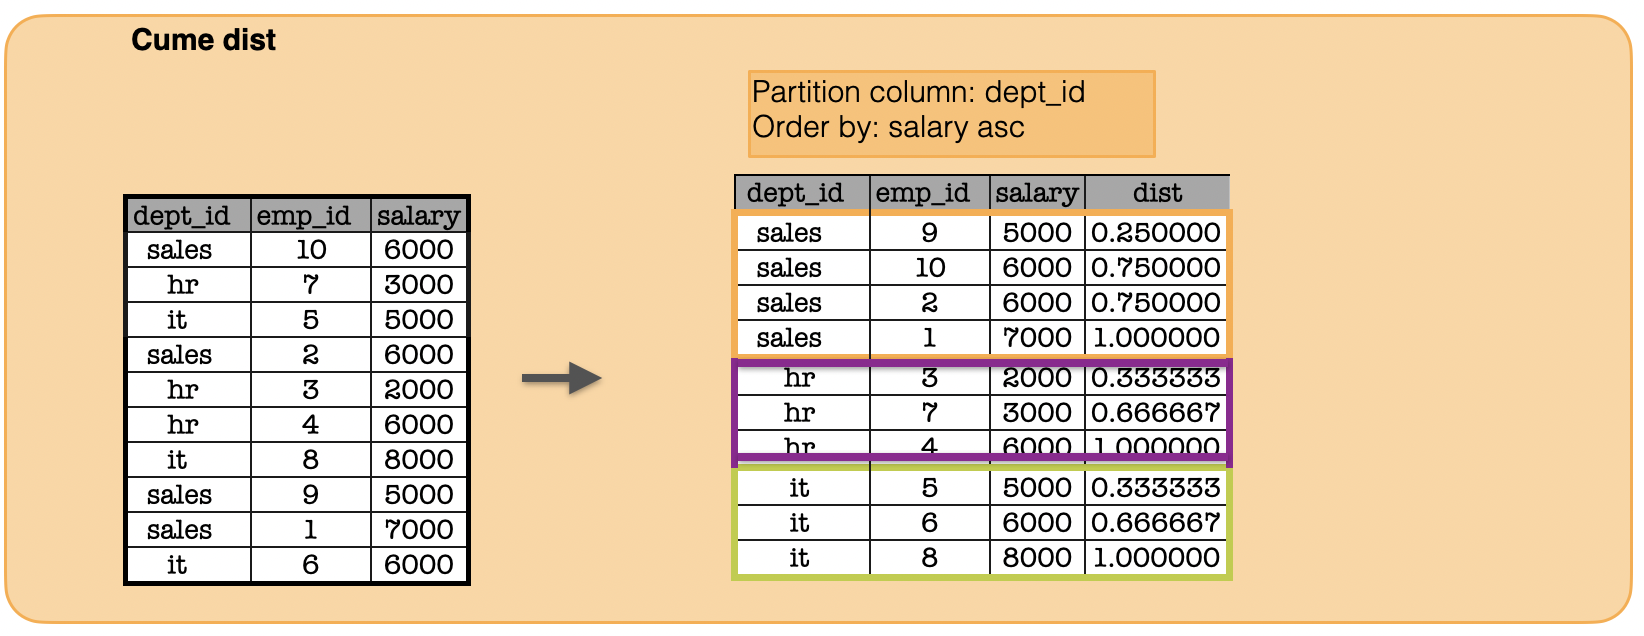 Cume dist
Partition column: dept_id
Order by: salary asc
dept_id emp_id salary
sales 10 6000
hr 7 3000
it 5 5000
sales 2 6000
hr 3 2000
hr 4 6000
it 8 8000
sales 9 5000
sales 1 7000
it 6 6000
dept_id emp_id salary dist
sales 9 5000 0.250000
sales 10 6000 0.750000
sales 2 6000 0.750000
sales 1 7000 1.000000
hr 3 2000 0.333333
hr 7 3000 0.666667
hr 4 6000 1.000000
it 5 5000 0.333333
it 6 6000 0.666667
it 8 8000 1.000000